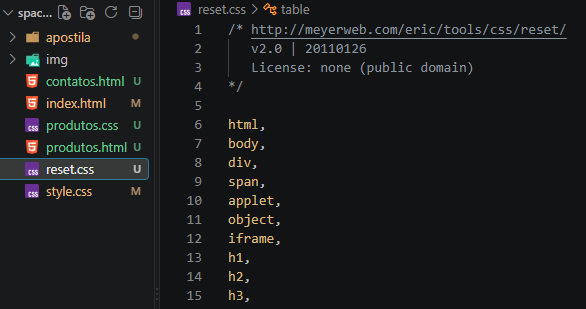 spac...
apostila
img
contatos.html U
index.html M
produtos.css U
produtos.html U
reset.css U
style.css M
reset.css > table
1 /* http://meyerweb.com/eric/tools/css/reset/
2 v2.0 | 20110126
3 License: none (public domain)
4 */
5
6 html,
7 body,
8 div,
9 span,
10 applet,
11 object,
12 iframe,
13 h1,
14 h2,
15 h3,